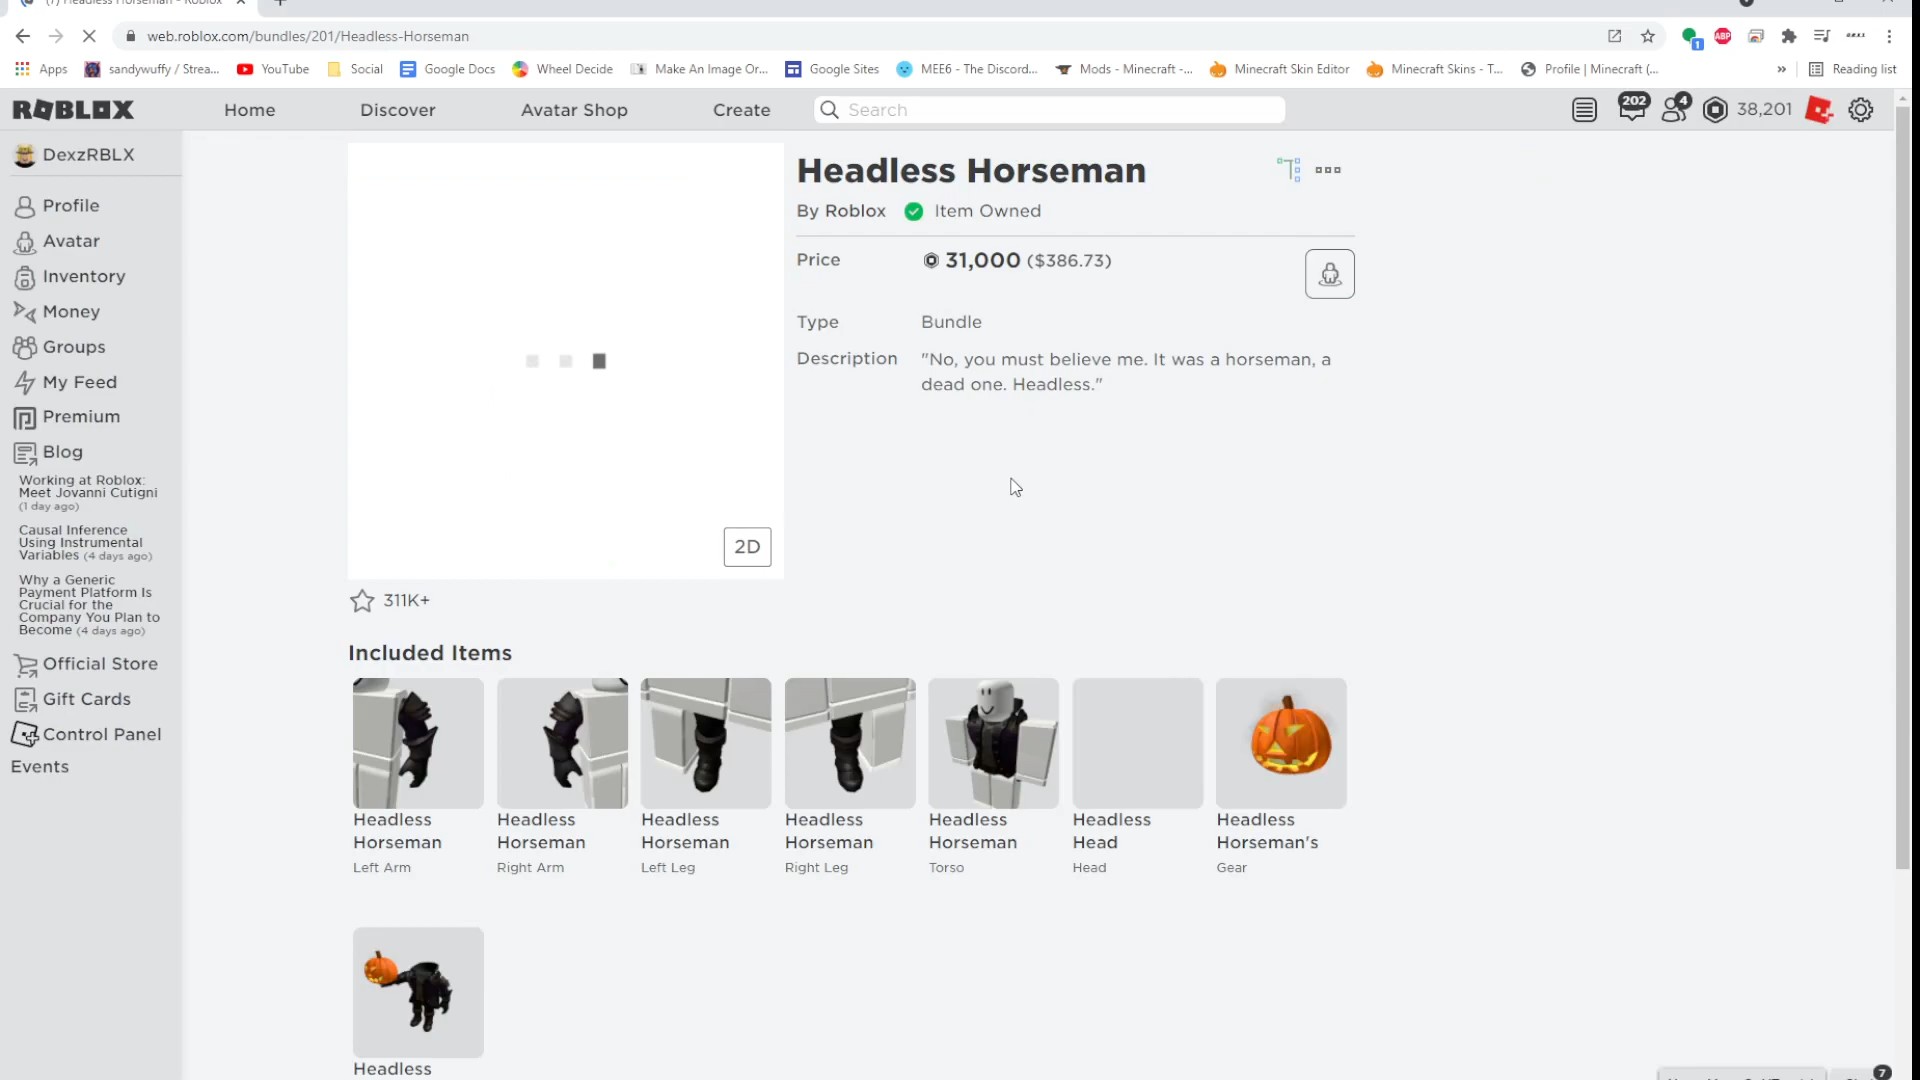 (7) Headless Horseman - Roblox
web.roblox.com/bundles/201/Headless-Horseman
1
ABP
Apps
sandywuffy / Strea...
YouTube
Social
Google Docs
Wheel Decide
Make An Image Or...
Google Sites
MEE6 - The Discord...
Mods - Minecraft -...
Minecraft Skin Editor
Minecraft Skins - T...
Profile | Minecraft (...
»
Reading list
ROBLOX
Home
Discover
Avatar Shop
Create
Search
202
4
38,201
DexzRBLX
Profile
Avatar
Inventory
Money
Groups
My Feed
Premium
Blog
Working at Roblox:
Meet Jovanni Cutigni
(1 day ago)
Causal Inference
Using Instrumental
Variables (4 days ago)
Why a Generic
Payment Platform Is
Crucial for the
Company You Plan to
Become (4 days ago)
Official Store
Gift Cards
Control Panel
Events
Headless Horseman
By Roblox Item Owned
Price 31,000 ($386.73)
Type Bundle
Description "No, you must believe me. It was a horseman, a
dead one. Headless."
2D
311K+
Included Items
Headless
Horseman
Left Arm
Headless
Horseman
Right Arm
Headless
Horseman
Left Leg
Headless
Horseman
Right Leg
Headless
Horseman
Torso
Headless
Head
Head
Headless
Horseman's
Gear
Headless
7